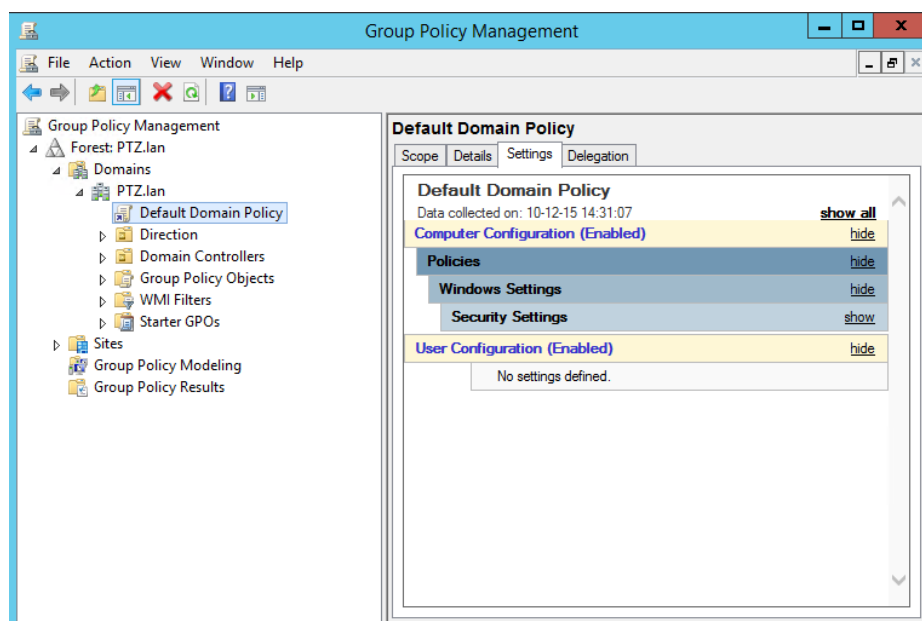 Group Policy Management
File Action View Window Help
Group Policy Management
Forest: PTZ.lan
Domains
PTZ.lan
Default Domain Policy
Direction
Domain Controllers
Group Policy Objects
WMI Filters
Starter GPOs
Sites
Group Policy Modeling
Group Policy Results
Default Domain Policy
Scope Details Settings Delegation
Default Domain Policy
Data collected on: 10-12-15 14:31:07 show all
Computer Configuration (Enabled) hide
Policies hide
Windows Settings hide
Security Settings show
User Configuration (Enabled) hide
No settings defined.